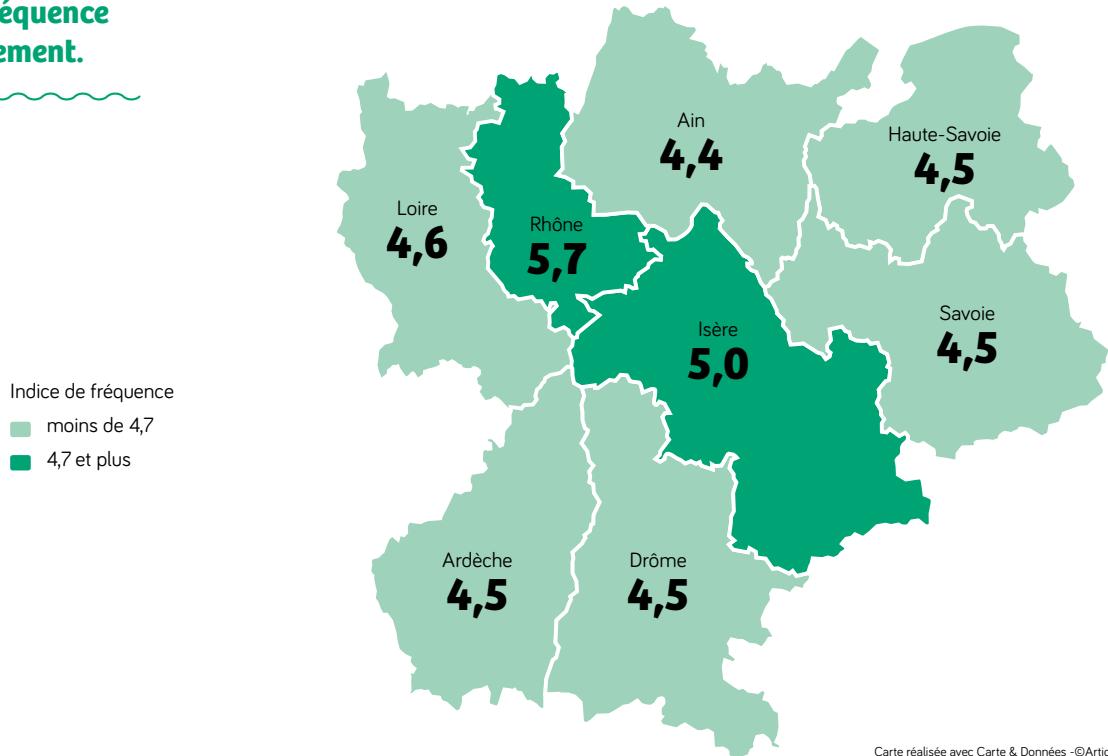 équence
ement.
Ain
4,4
Haute-Savoie
4,5
Loire
4,6
Rhône
5,7
Isère
5,0
Savoie
4,5
Indice de fréquence
moins de 4,7
4,7 et plus
Ardèche
4,5
Drôme
4,5
Carte réalisée avec Carte & Données -©Artic